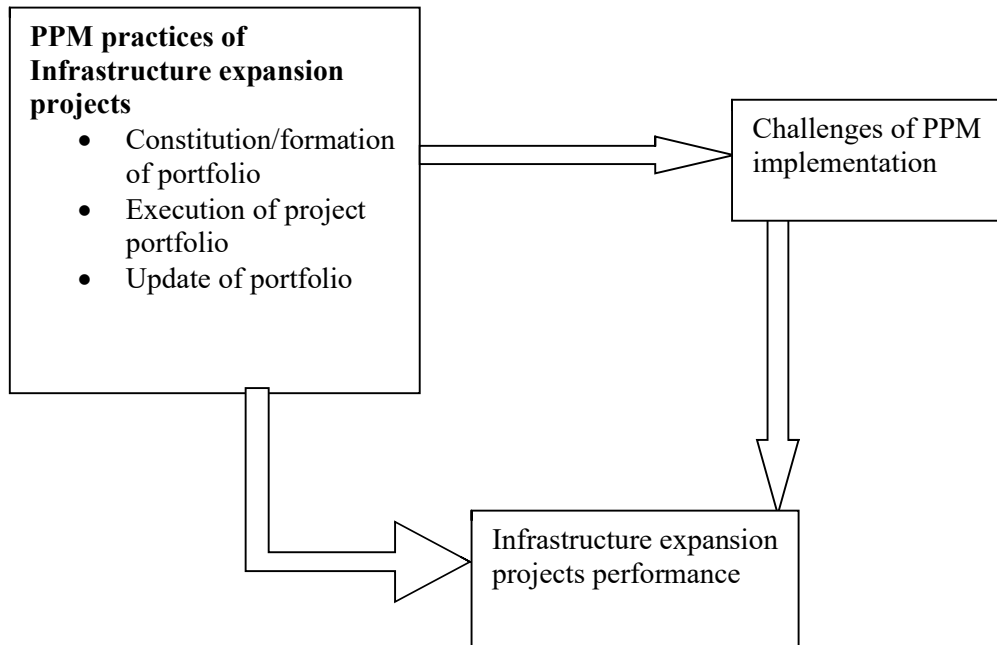 PPM practices of
Infrastructure expansion
projects
• Constitution/formation
of portfolio
• Execution of project
portfolio
• Update of portfolio
Challenges of PPM
implementation
Infrastructure expansion
projects performance